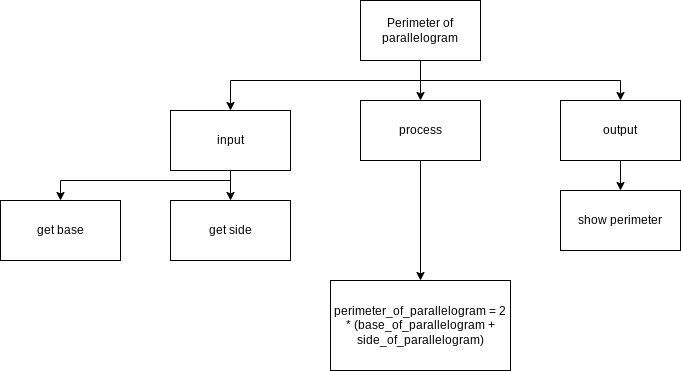 Perimeter of
parallelogram
input
process
output
get base
get side
show perimeter
perimeter_of_parallelogram = 2
* (base_of_parallelogram +
side_of_parallelogram)